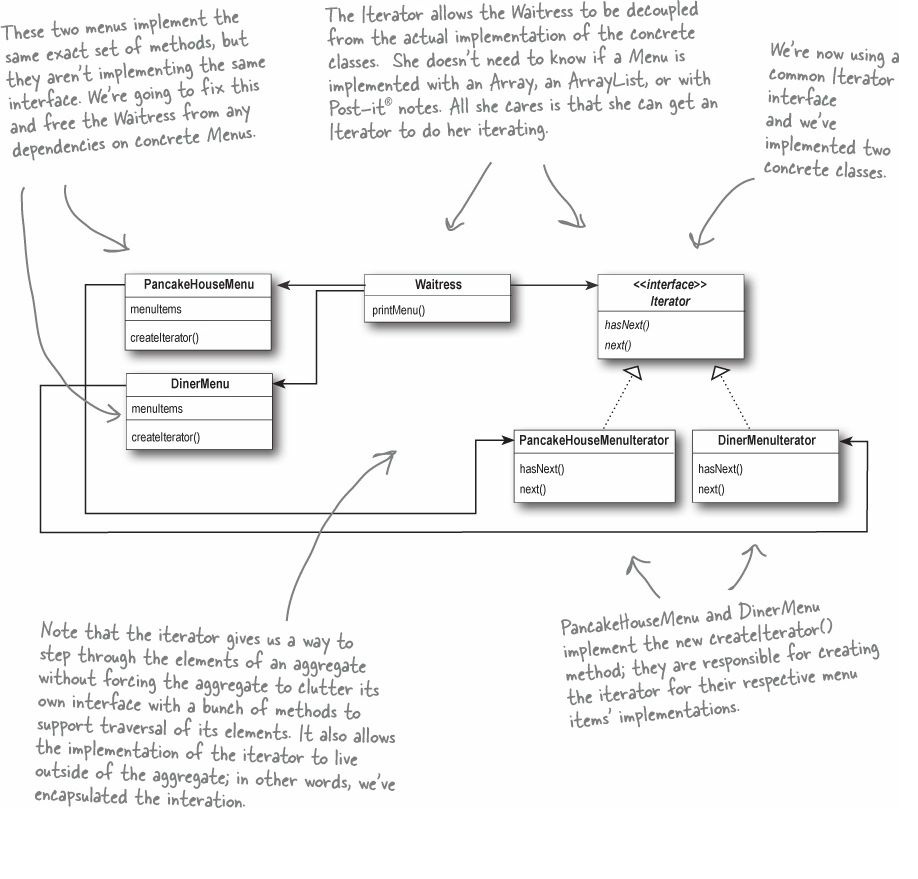 These two menus implement the
same exact set of methods, but
they aren't implementing the same
interface. We're going to fix this
and free the Waitress from any
dependencies on concrete Menus.
The Iterator allows the Waitress to be decoupled
from the actual implementation of the concrete
classes. She doesn't need to know if a Menu is
implemented with an Array, an ArrayList, or with
Post-it® notes. All she cares is that she can get an
Iterator to do her iterating.
We're now using a
common Iterator
interface
and we've
implemented two
concrete classes.
PancakeHouseMenu
menuItems
createIterator()
Waitress
printMenu()
<<interface>>
Iterator
hasNext()
next()
DinerMenu
menuItems
createIterator()
PancakeHouseMenuIterator
hasNext()
next()
DinerMenuIterator
hasNext()
next()
Note that the iterator gives us a way to
step through the elements of an aggregate
without forcing the aggregate to clutter its
own interface with a bunch of methods to
support traversal of its elements. It also allows
the implementation of the iterator to live
outside of the aggregate; in other words, we've
encapsulated the interation.
PancakeHouseMenu and DinerMenu
implement the new createIterator()
method; they are responsible for creating
the iterator for their respective menu
items' implementations.